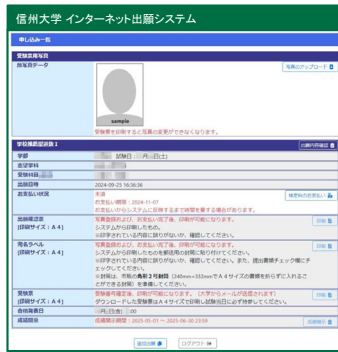 信州大学 インターネット出願システム
申し込み一覧
受験票用写真
顔写真データ
写真のアップロード
sample
受験票を印刷すると写真の変更ができなくなります。
学校推薦型選抜Ⅰ
出願内容確認
学部
試験日： 月 日(土)
志望学科
受験科目
出願日時
2024-09-23 16:36:36
お支払い状況
未済
検定料のお支払い
お支払い期限：2024-11-07
お支払いからシステムに反映するまで時間を要する場合があります。
出願確認票
[印刷サイズ：A4]
写真登録および、お支払い完了後、印刷が可能になります。
印刷
システムから印刷したもの。
※印字されている内容に誤りがないか、確認してください。
宛名ラベル
[印刷サイズ：A4]
写真登録および、お支払い完了後、印刷が可能になります。
印刷
システムから印刷したものを郵送用の封筒に貼り付けてください。
※印字されている内容に誤りがないか、確認してください。また、提出書類チェック欄にチ
ェックしてください。
※封筒は、市販の角形２号封筒（240mm×332mmでＡ４サイズの書類を折らずに入れるこ
とができる封筒）を準備してください。
受験票
[印刷サイズ：A4]
受験番号確定後、印刷が可能になります。（大学からメールが送信されます）
印刷
ダウンロードした受験票はＡ４サイズで印刷し試験当日に必ず持参してください。
合格発表日
成績開示
成績開示期間：2025-05-01 ～ 2025-06-30 23:59
成績開示
追加出願
ログアウト